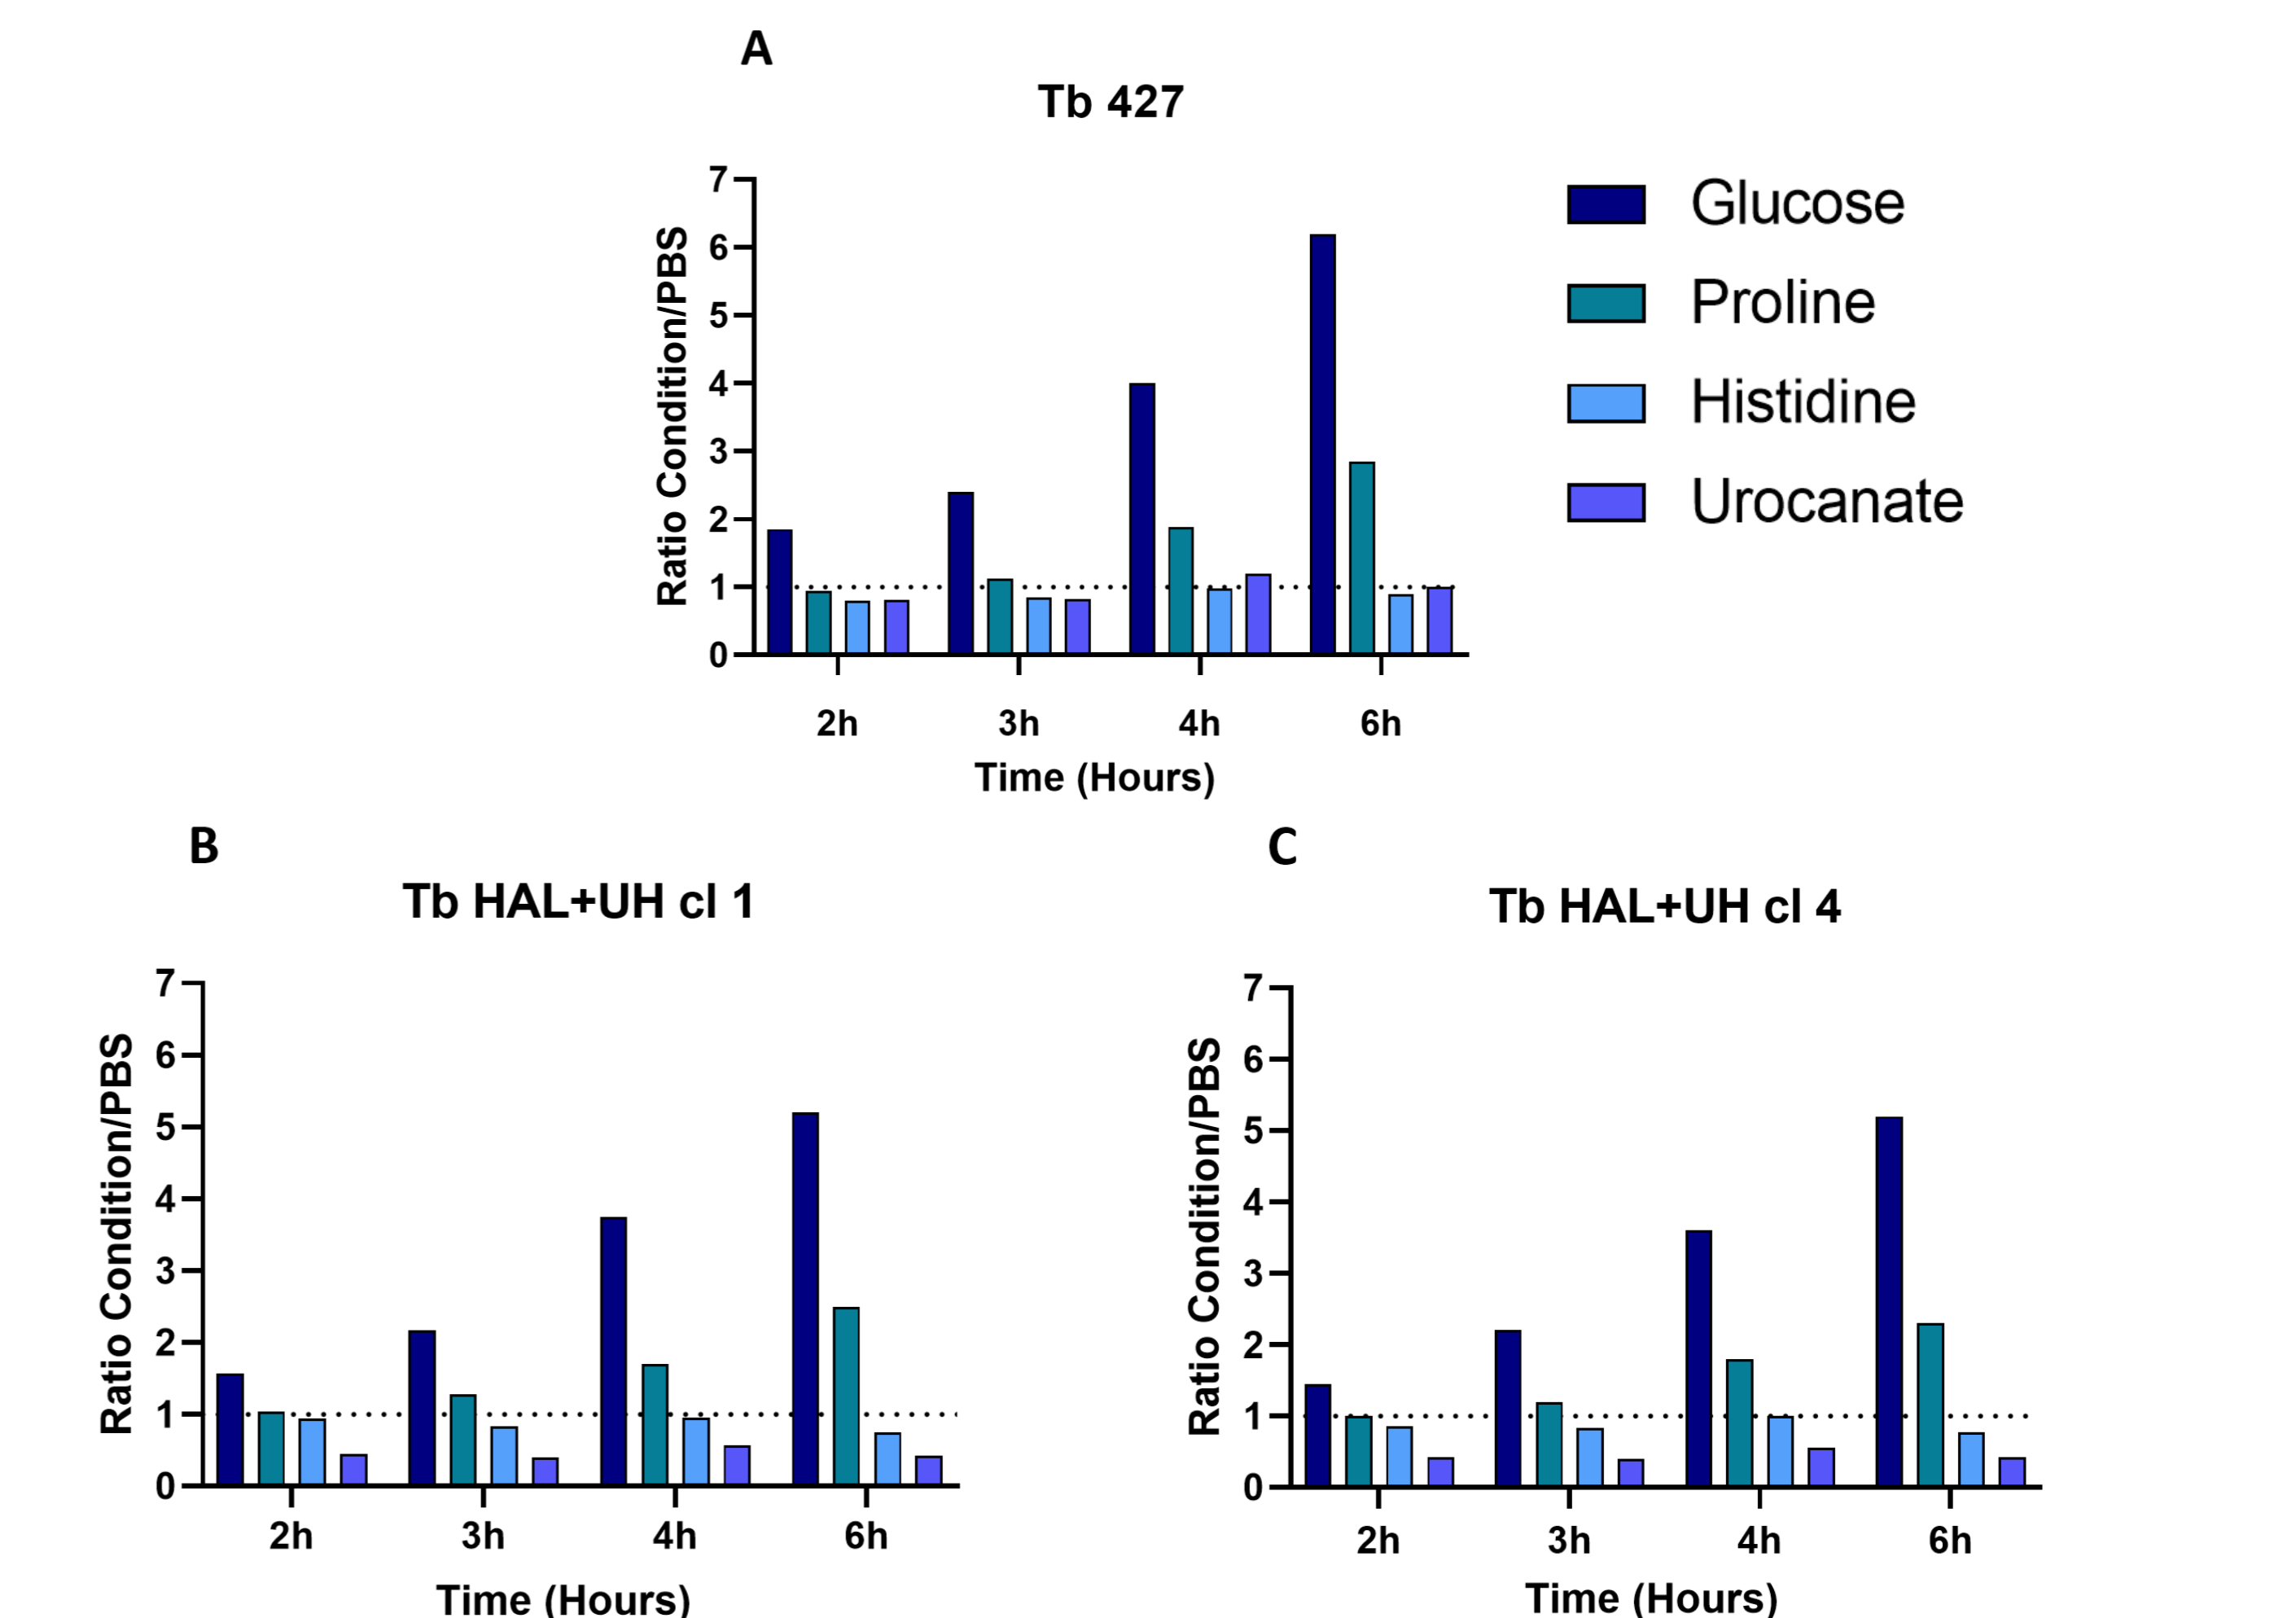 A
Tb 427
Ratio Condition/PBS
7
6
5
4
3
2
1
0
2h 3h 4h 6h
Time (Hours)
Glucose
Proline
Histidine
Urocanate
B
Tb HAL+UH cl 1
Ratio Condition/PBS
7
6
5
4
3
2
1
0
2h 3h 4h 6h
Time (Hours)
C
Tb HAL+UH cl 4
Ratio Condition/PBS
7
6
5
4
3
2
1
0
2h 3h 4h 6h
Time (Hours)